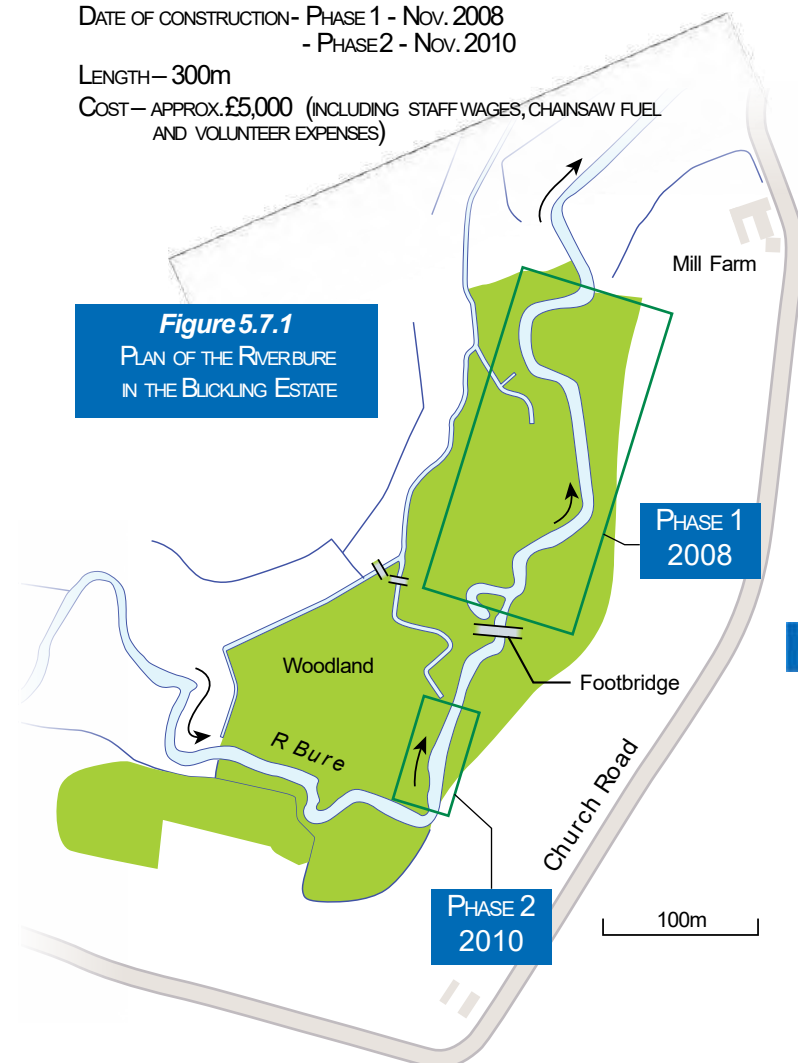 DATE OF CONSTRUCTION - PHASE 1 - NOV. 2008
- PHASE 2 - NOV. 2010
LENGTH – 300m
COST – APPROX. £5,000 (INCLUDING STAFF WAGES, CHAINSAW FUEL
AND VOLUNTEER EXPENSES)
Mill Farm
Figure 5.7.1
PLAN OF THE RIVER BURE
IN THE BLICKLING ESTATE
PHASE 1
2008
Woodland
Footbridge
R Bure
Church Road
PHASE 2
2010
100m